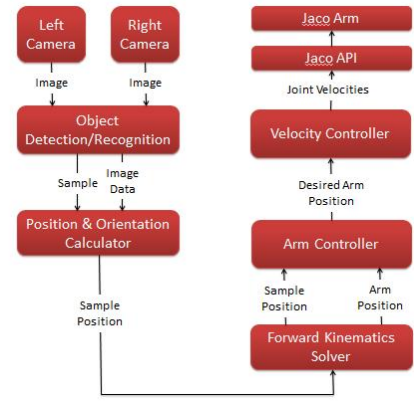 Left
Camera
Right
Camera
Image
Image
Object
Detection/Recognition
Sample
Image
Data
Position & Orientation
Calculator
Sample
Position
Jaco Arm
Jaco API
Joint Velocities
Velocity Controller
Desired Arm
Position
Arm Controller
Sample
Position
Arm
Position
Forward Kinematics
Solver